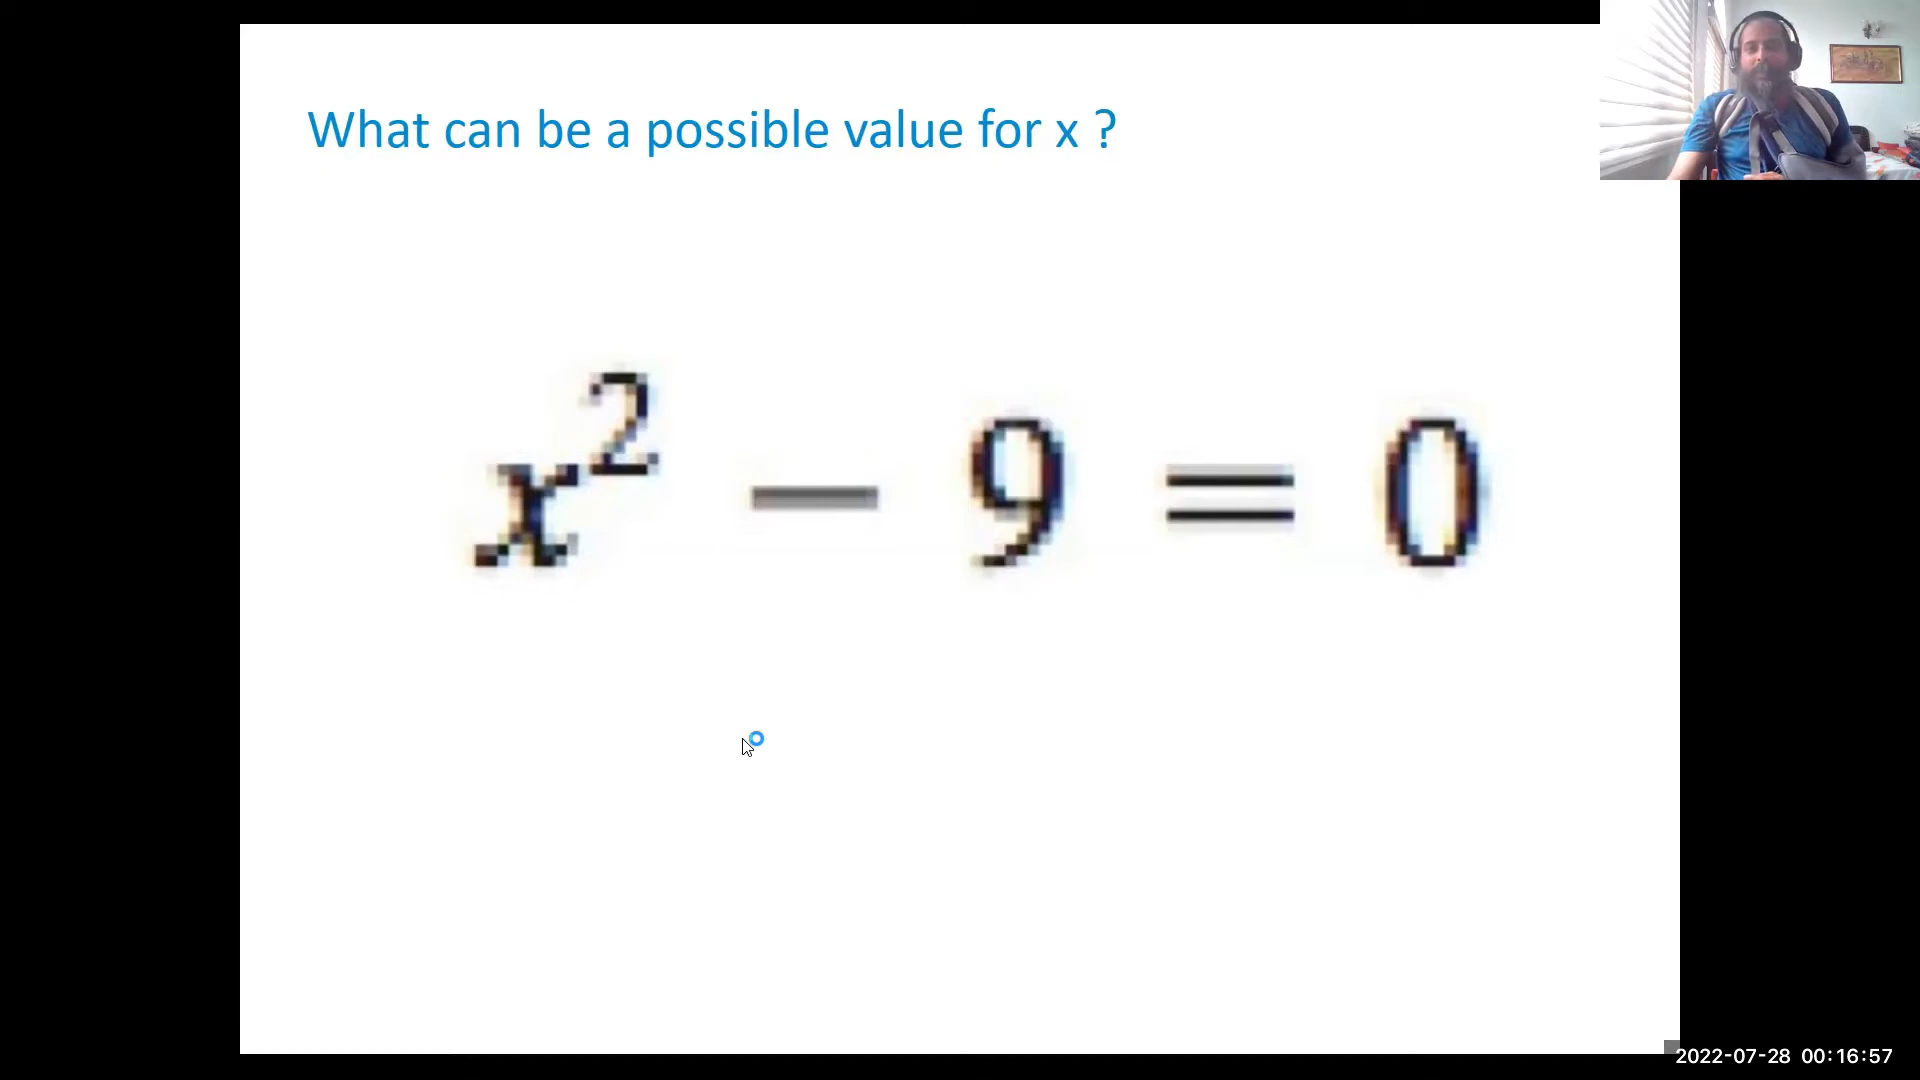 What can be a possible value for x ?
x² − 9 = 0
2022-07-28 00:16:57